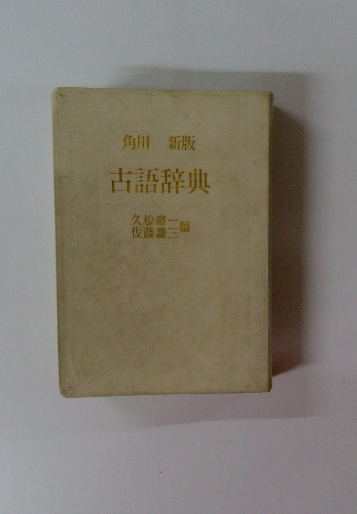 角川 新版
古語辞典
久松潜一
佐藤謙三 編